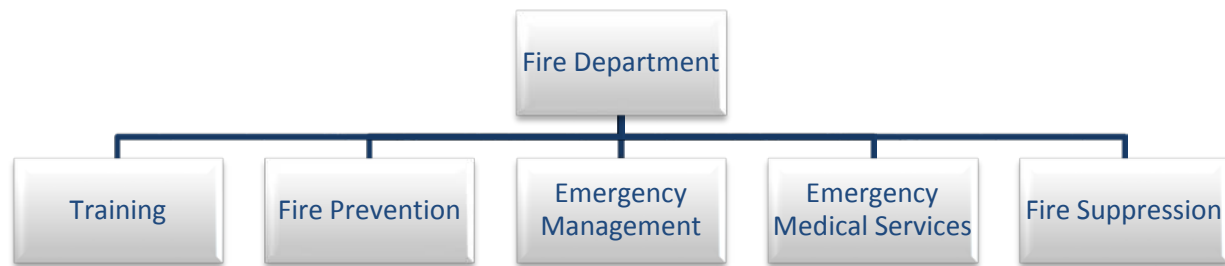 Fire Department
Training
Fire Prevention
Emergency
Management
Emergency
Medical Services
Fire Suppression